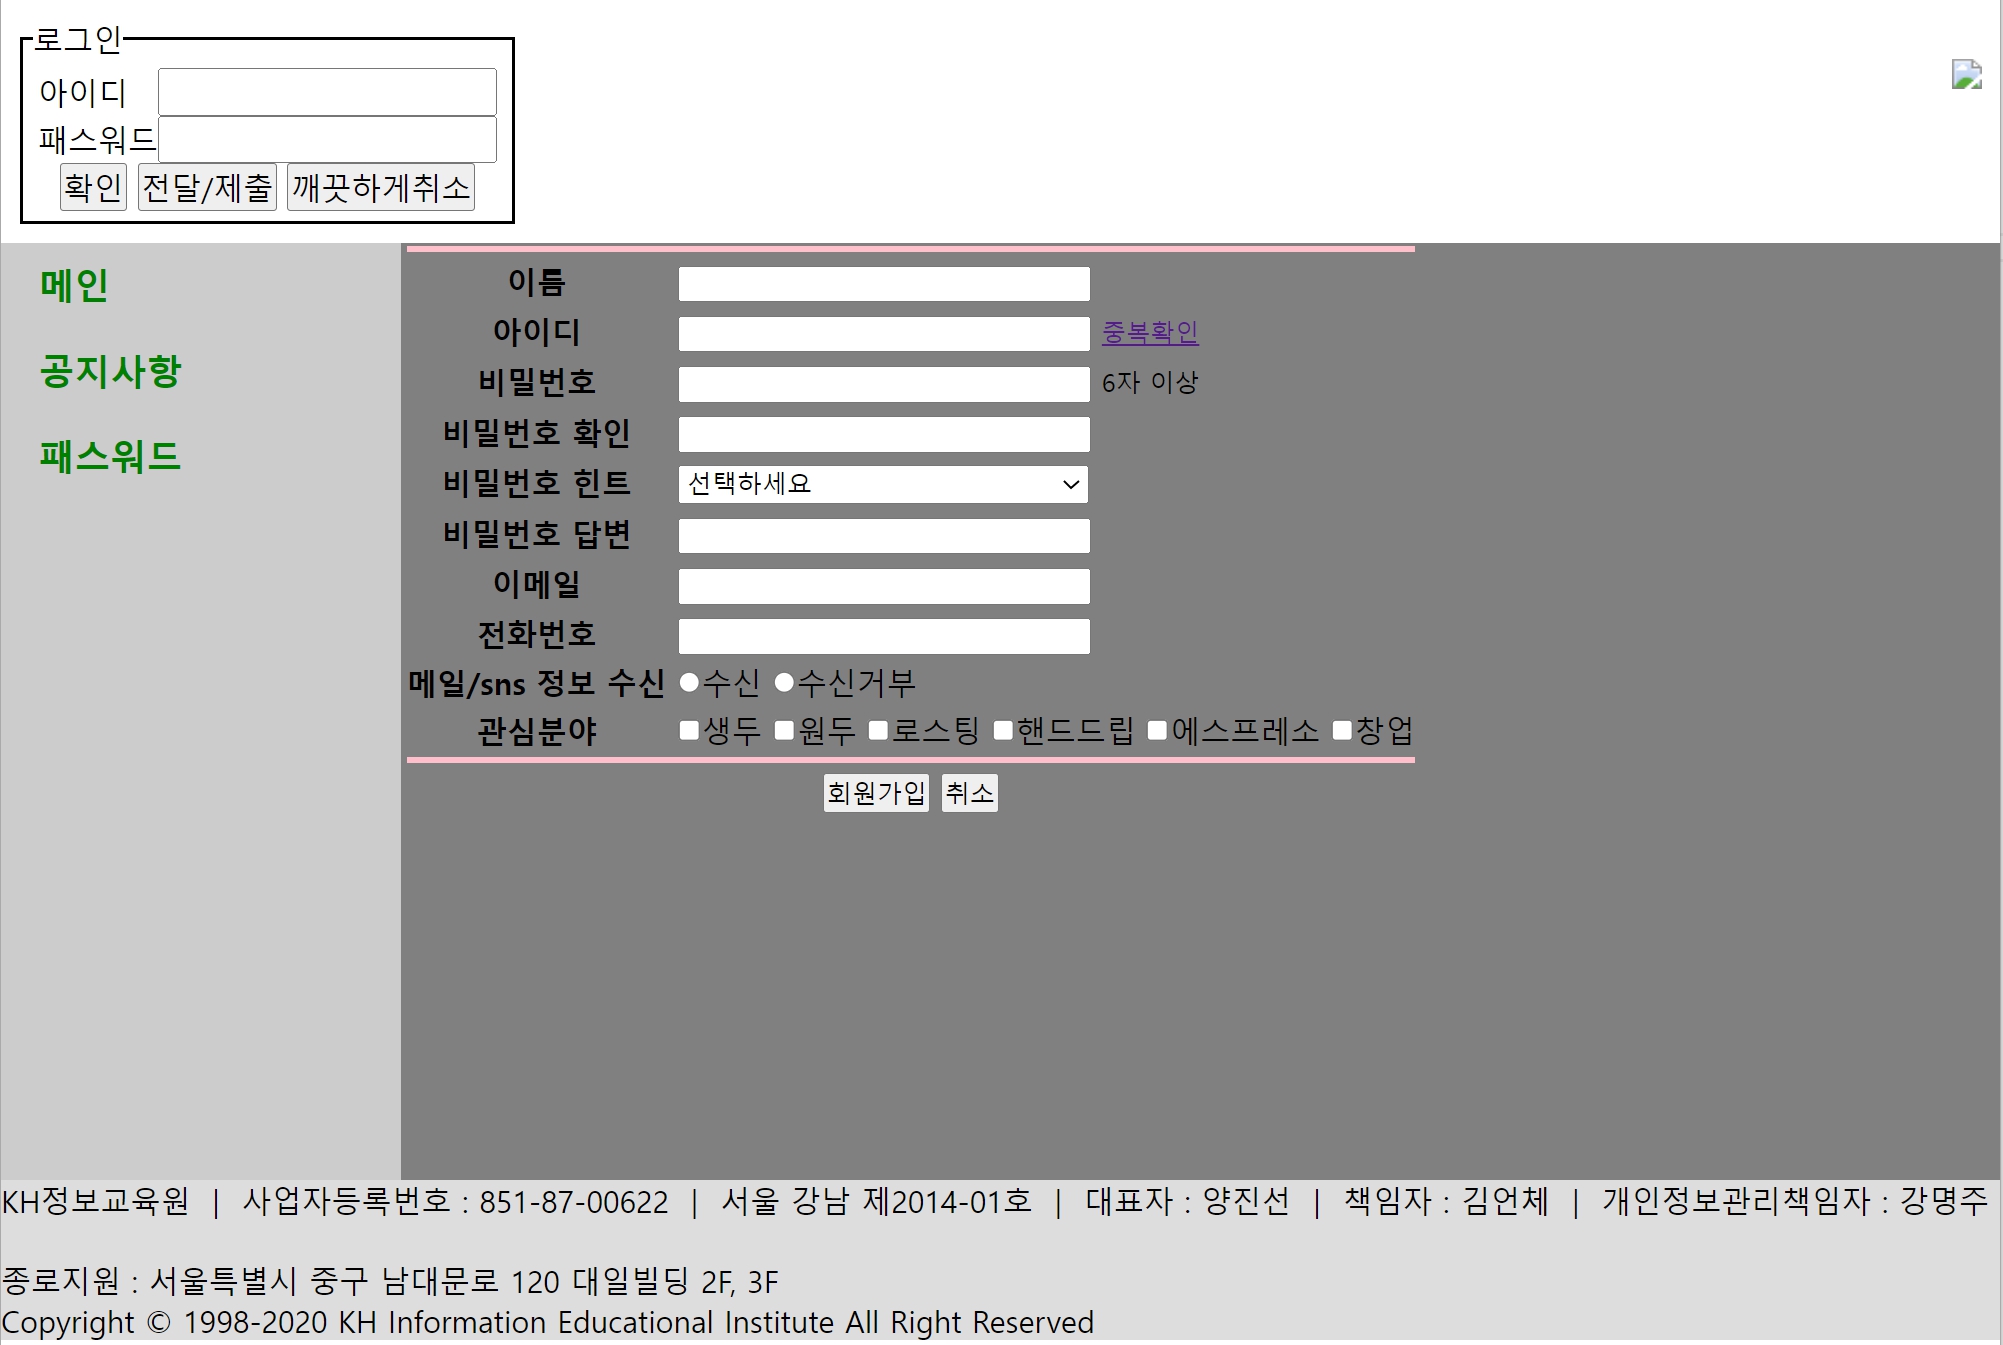 로그인
아이디
패스워드
확인 전달/제출 깨끗하게취소
메인
공지사항
패스워드
이름
아이디 중복확인
비밀번호 6자 이상
비밀번호 확인
비밀번호 힌트 선택하세요
비밀번호 답변
이메일
전화번호
메일/sns 정보 수신 수신 수신거부
관심분야 생두 원두 로스팅 핸드드립 에스프레소 창업
회원가입 취소
KH정보교육원 | 사업자등록번호 : 851-87-00622 | 서울 강남 제2014-01호 | 대표자 : 양진선 | 책임자 : 김언체 | 개인정보관리책임자 : 강명주
종로지원 : 서울특별시 중구 남대문로 120 대일빌딩 2F, 3F
Copyright © 1998-2020 KH Information Educational Institute All Right Reserved